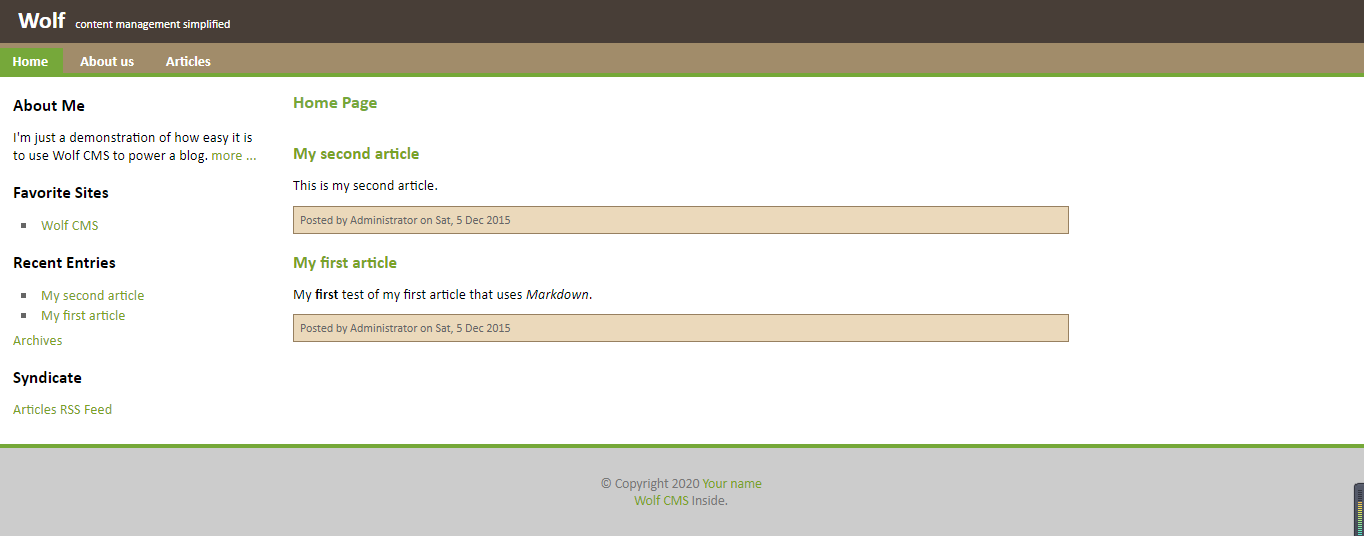 Wolf content management simplified
Home About us Articles
About Me
I'm just a demonstration of how easy it is
to use Wolf CMS to power a blog. more ...
Favorite Sites
Wolf CMS
Recent Entries
My second article
My first article
Archives
Syndicate
Articles RSS Feed
Home Page
My second article
This is my second article.
Posted by Administrator on Sat, 5 Dec 2015
My first article
My first test of my first article that uses Markdown.
Posted by Administrator on Sat, 5 Dec 2015
© Copyright 2020 Your name
Wolf CMS Inside.